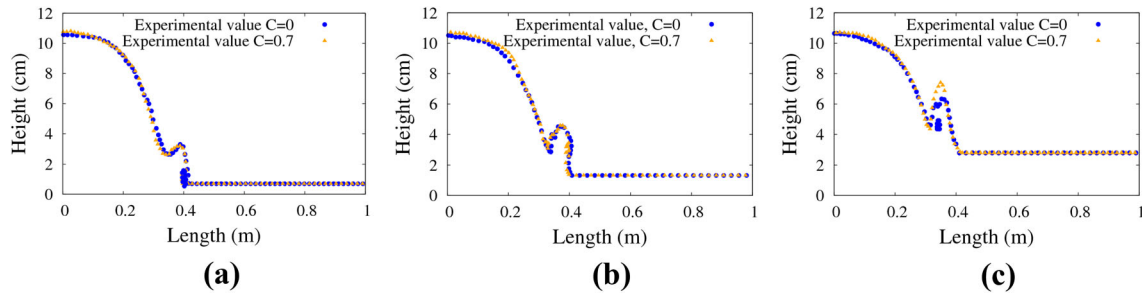 Experimental value C=0
Experimental value C=0.7
Height (cm)
12
10
8
6
4
2
0
0 0.2 0.4 0.6 0.8 1
Length (m)
(a)
Experimental value, C=0
Experimental value, C=0.7
Height (cm)
12
10
8
6
4
2
0
0 0.2 0.4 0.6 0.8 1
Length (m)
(b)
Experimental value C=0
Experimental value C=0.7
Height (cm)
12
10
8
6
4
2
0
0 0.2 0.4 0.6 0.8 1
Length (m)
(c)